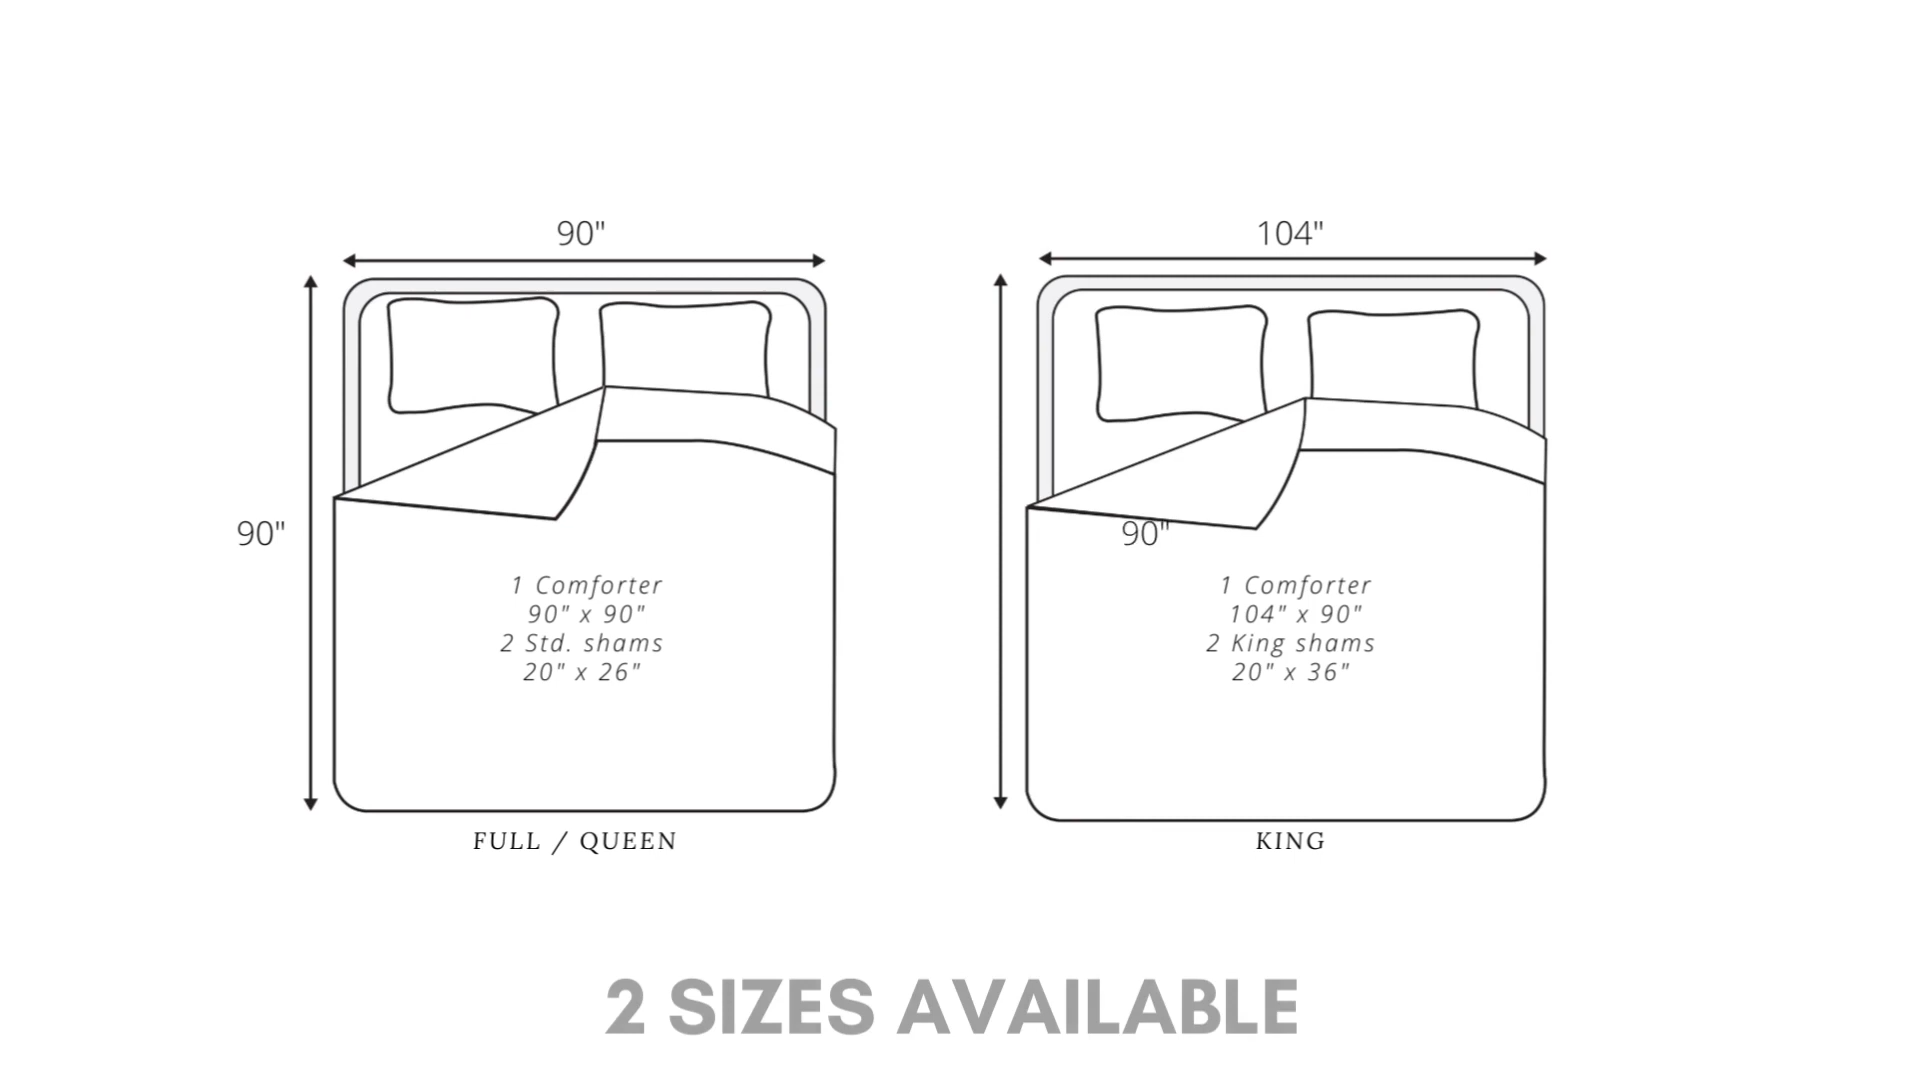 90"
90"
1 Comforter
90" x 90"
2 Std. shams
20" x 26"
FULL / QUEEN
104"
90"
1 Comforter
104" x 90"
2 King shams
20" x 36"
KING
2 SIZES AVAILABLE